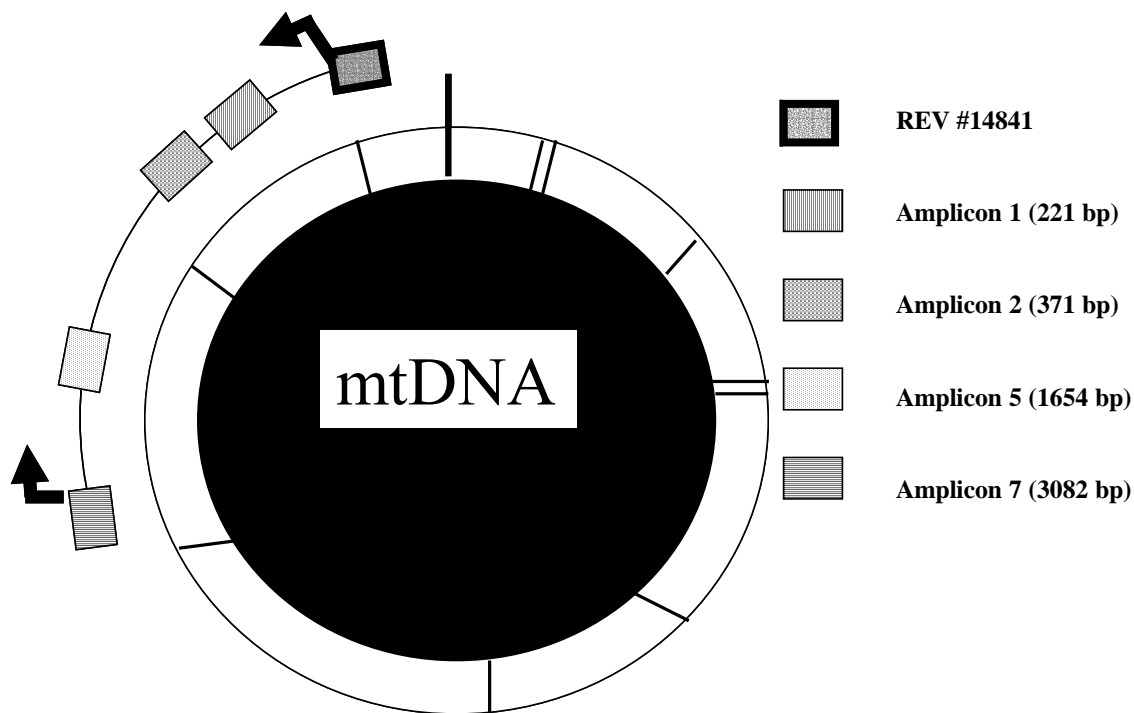 REV #14841
Amplicon 1 (221 bp)
Amplicon 2 (371 bp)
mtDNA
Amplicon 5 (1654 bp)
Amplicon 7 (3082 bp)